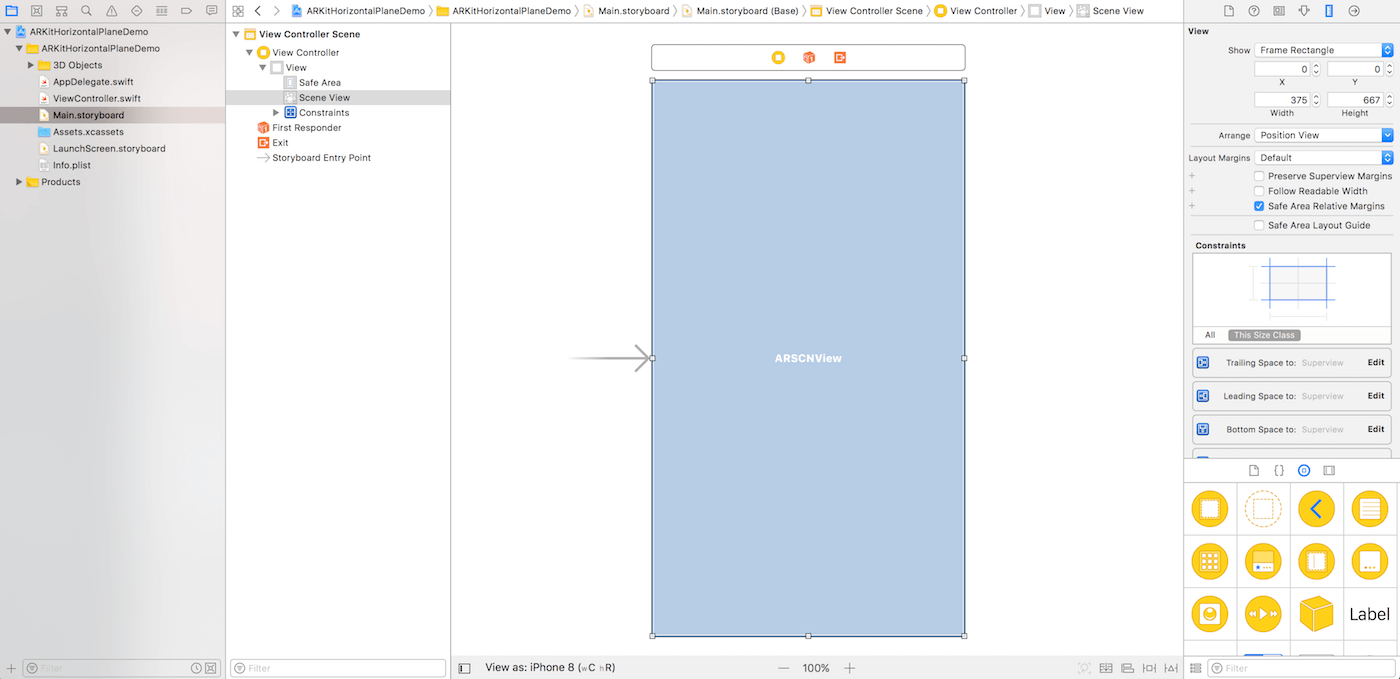 ARKitHorizontalPlaneDemo
ARKitHorizontalPlaneDemo
3D Objects
AppDelegate.swift
ViewController.swift
Main.storyboard
Assets.xcassets
LaunchScreen.storyboard
Info.plist
Products
Filter
ARKitHorizontalPlaneDemo ARKitHorizontalPlaneDemo Main.storyboard Main.storyboard (Base) View Controller Scene View Controller View Scene View
View Controller Scene
View Controller
View
Safe Area
Scene View
Constraints
First Responder
Exit
Storyboard Entry Point
Filter
ARSCNView
View as: iPhone 8 (wC hR)
100%
View
Show Frame Rectangle
0 0
X Y
375 667
Width Height
Arrange Position View
Layout Margins Default
Preserve Superview Margins
Follow Readable Width
Safe Area Relative Margins
Safe Area Layout Guide
Constraints
All This Size Class
Trailing Space to: Superview Edit
Leading Space to: Superview Edit
Bottom Space to: Superview Edit
Label
Filter